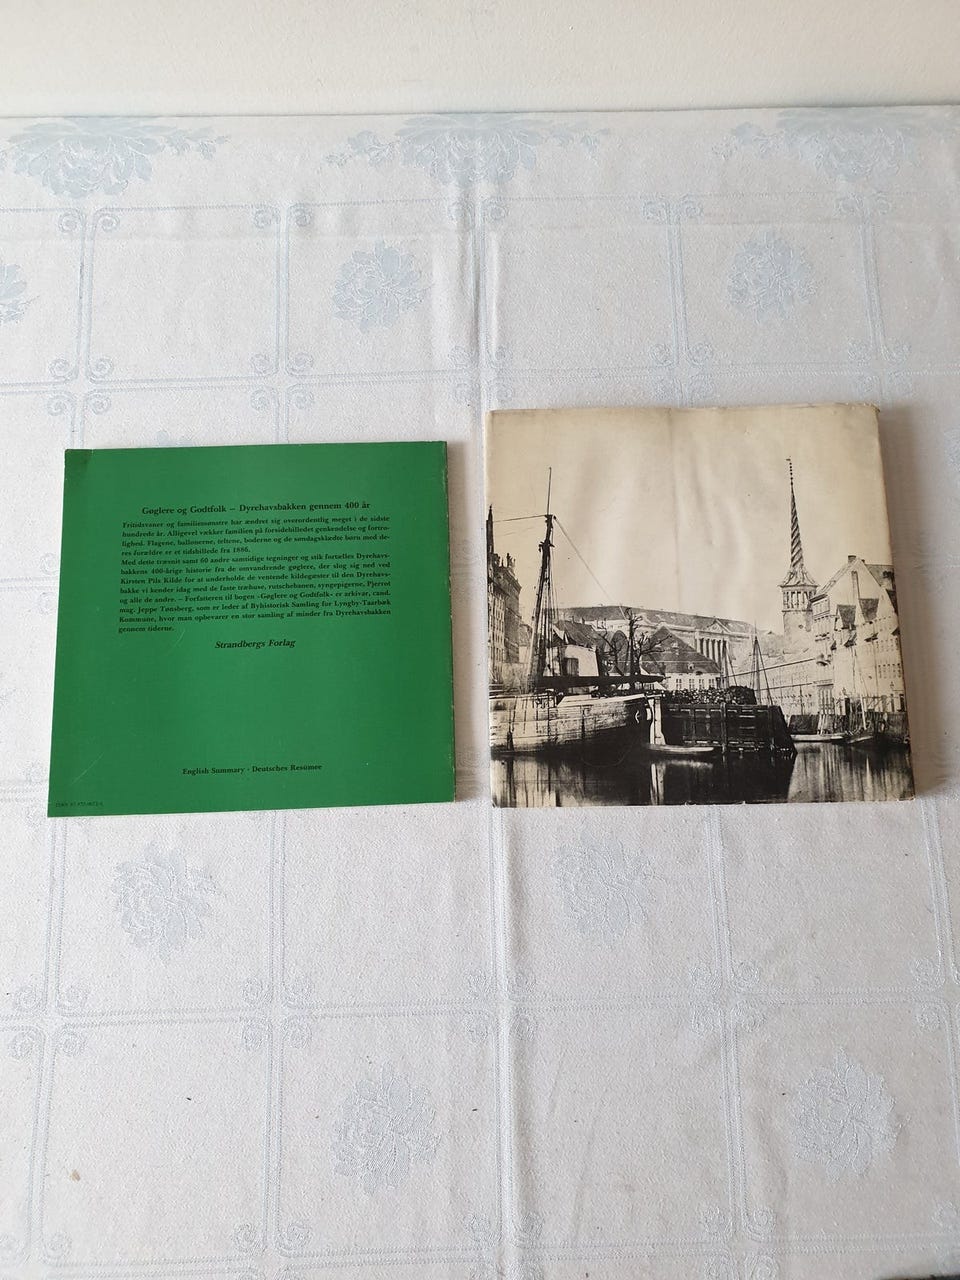 Gøglere og Godtfolk – Dyrehavsbakken gennem 400 år
Fritidsvaner og familiemønstre har ændret sig overordentlig meget i de sidste
hundrede år. Alligevel vækker familien på forsidebilledet genkendelse og fortro-
lighed. Flagene, ballonerne, teltene, boderne og de søndagsklædte børn med de-
res forældre er et tidsbillede fra 1886.
Med dette træsnit samt 60 andre samtidige tegninger og stik fortælles Dyrehavs-
bakkens 400-årige historie fra de omvandrende gøglere, der slog sig ned ved
Kirsten Pils Kilde for at underholde de ventende kildegæster til den Dyrehavs-
bakke vi kender idag med de faste træhuse, rutschebanen, syngepigerne, Pjerrot
og alle de andre. – Forfatteren til bogen »Gøglere og Godtfolk« er arkivar, cand.
mag. Jeppe Tønsberg, som er leder af Byhistorisk Samling for Lyngby-Taarbæk
Kommune, hvor man opbevarer en stor samling af minder fra Dyrehavsbakken
gennem tiderne.
Strandbergs Forlag
English Summary · Deutsches Resümee